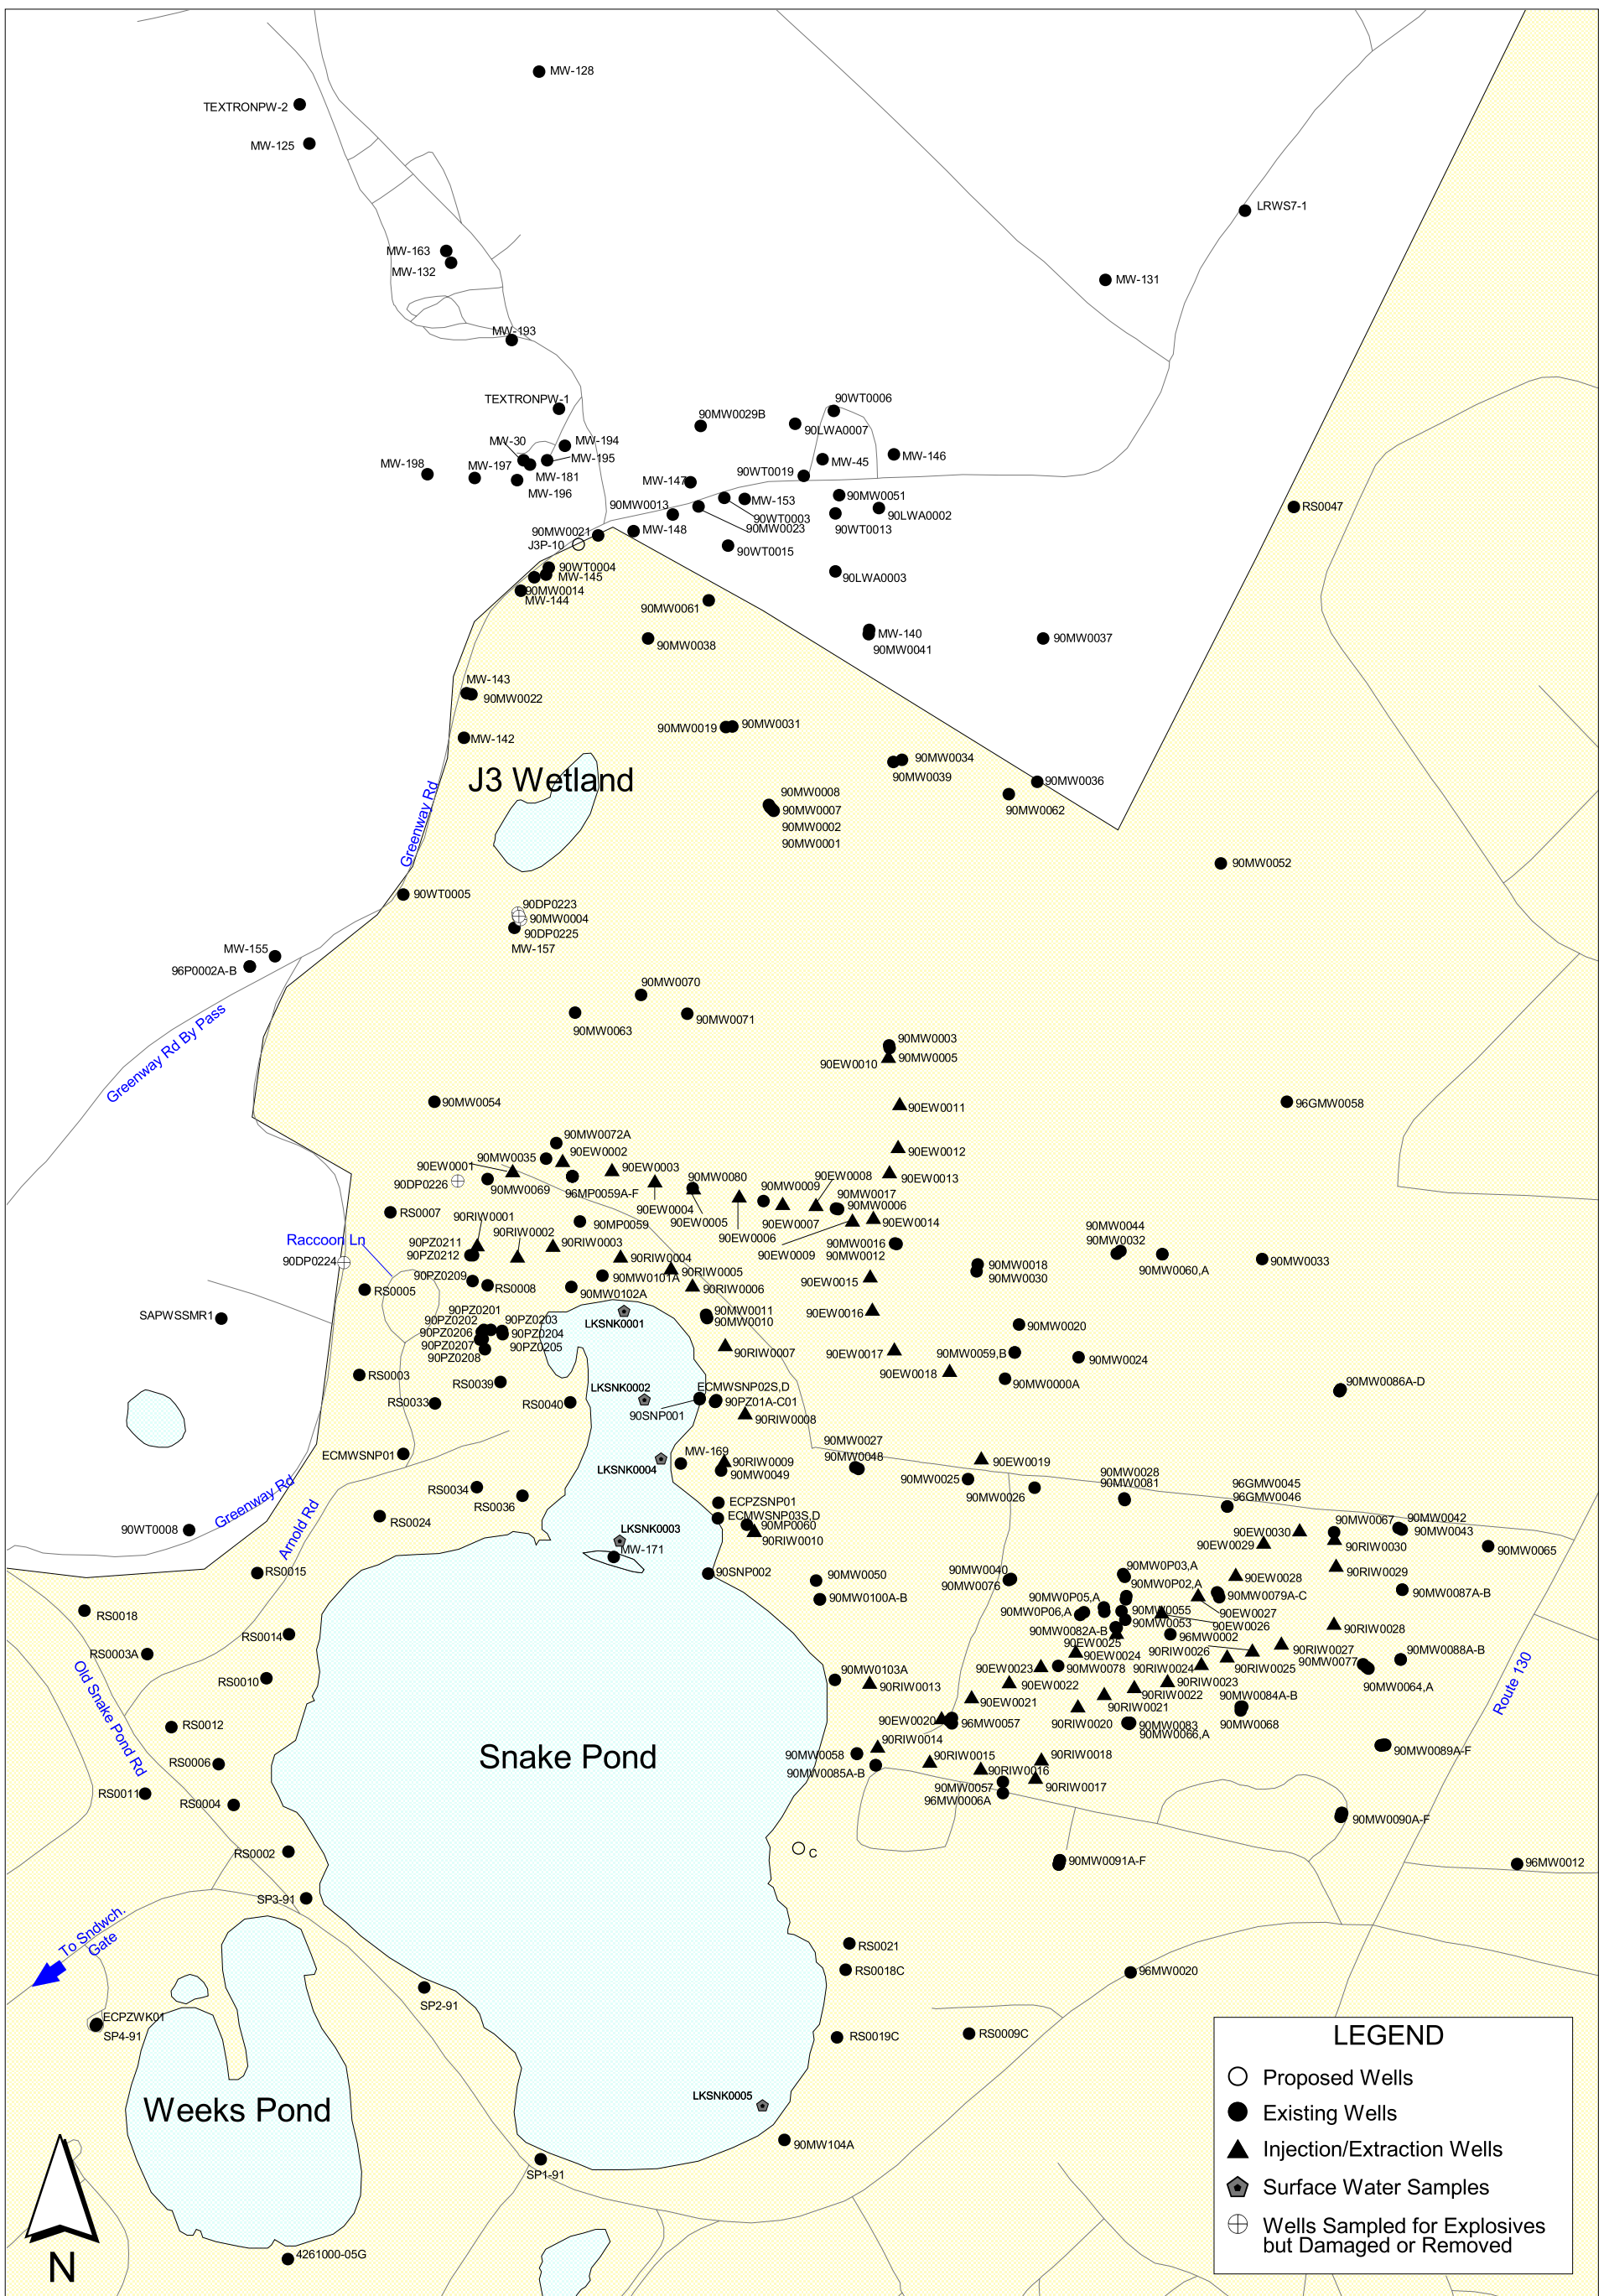 MW-128
TEXTRONPW-2
MW-125
LRWS7-1
MW-163
MW-132
MW-131
MW-193
TEXTRONPW-1
90WT0006
90MW0029B
90LWA0007
MW-30
MW-194
MW-195
MW-45
MW-146
MW-198
MW-197
MW-181
MW-196
MW-147
90WT0019
MW-153
90MW0051
90LWA0002
RS0047
90MW0013
90WT0003
90MW0023
90WT0013
90MW0021
MW-148
J3P-10
90WT0015
90WT0004
MW-145
90MW0014
MW-144
90LWA0003
90MW0061
90MW0038
MW-140
90MW0041
90MW0037
MW-143
90MW0022
90MW0019
90MW0031
MW-142
J3 Wetland
90MW0034
90MW0039
90MW0036
90MW0062
90MW0008
90MW0007
90MW0002
90MW0001
Greenway Rd
90MW0052
90WT0005
90DP0223
90MW0004
90DP0225
MW-157
MW-155
96P0002A-B
90MW0070
90MW0063
90MW0071
Greenway Rd By Pass
90MW0003
90MW0005
90EW0010
90MW0054
90EW0011
96GMW0058
90MW0072A
90EW0012
90MW0035
90EW0002
90EW0001
90EW0003
90EW0013
90DP0226
90MW0069
96MP0059A-F
90EW0004
90MW0080
90MW0009
90EW0008
90MW0017
90MW0006
RS0007
90RIW0001
90RIW0002
90MP0059
90EW0005
90EW0006
90EW0007
90EW0014
Raccoon Ln
90PZ0211
90PZ0212
90RIW0003
90RIW0004
90EW0009
90MW0016
90MW0012
90MW0044
90MW0032
90MW0060,A
90MW0033
90DP0224
90PZ0209
RS0008
90MW0101A
90RIW0005
90RIW0006
90MW0018
90MW0030
90EW0015
RS0005
90MW0102A
SAPWSSMR1
90PZ0201
90PZ0202
90PZ0203
90PZ0206
90PZ0204
90PZ0207
90PZ0205
90PZ0208
LKSNK0001
90MW0011
90MW0010
90EW0016
90MW0020
90RIW0007
90EW0017
90MW0059,B
90MW0024
90EW0018
90MW0000A
RS0003
RS0039
RS0033
RS0040
LKSNK0002
ECMWSNP02S,D
90PZ01A-C01
90SNP001
90RIW0008
90MW0086A-D
ECMWSNP01
MW-169
90RIW0009
90MW0049
LKSNK0004
90MW0027
90MW0048
90EW0019
90MW0025
90MW0026
90MW0028
90MW0081
96GMW0045
96GMW0046
RS0034
RS0036
ECPZSNP01
ECMWSNP03S,D
Greenway Rd
Arnold Rd
90WT0008
RS0024
LKSNK0003
90MP0060
90RIW0010
90EW0030
90MW0067
90MW0042
90MW0043
90EW0029
90RIW0030
90MW0065
MW-171
90SNP002
RS0015
90MW0050
90MW0100A-B
90MW0040
90MW0076
90MW0P03,A
90MW0P02,A
90EW0028
90RIW0029
90MW0079A-C
90MW0087A-B
RS0018
90MW0P05,A
90MW0P06,A
90MW0055
90MW0053
90EW0027
90EW0026
90RIW0028
RS0014
90MW0082A-B
90EW0025
90EW0024
96MW0002
90RIW0026
90RIW0027
90MW0077
90MW0088A-B
RS0003A
Old Snake Pond Rd
RS0010
90MW0103A
90RIW0013
90EW0023
90MW0078
90RIW0024
90RIW0025
90MW0064,A
90EW0022
90RIW0023
90RIW0022
90EW0021
90RIW0021
90MW0084A-B
90MW0068
Route 130
90EW0020
96MW0057
90RIW0020
90MW0083
90MW0066,A
RS0012
Snake Pond
90RIW0014
90MW0058
90MW0085A-B
90RIW0015
90RIW0016
90RIW0018
90RIW0017
90MW0089A-F
RS0006
RS0011
RS0004
90MW0057
96MW0006A
90MW0090A-F
RS0002
C
90MW0091A-F
96MW0012
SP3-91
To Sndwch.
Gate
RS0021
RS0018C
96MW0020
SP2-91
ECPZWK01
SP4-91
RS0019C
RS0009C
Weeks Pond
LKSNK0005
90MW104A
SP1-91
4261000-05G
N
LEGEND
Proposed Wells
Existing Wells
Injection/Extraction Wells
Surface Water Samples
Wells Sampled for Explosives
but Damaged or Removed